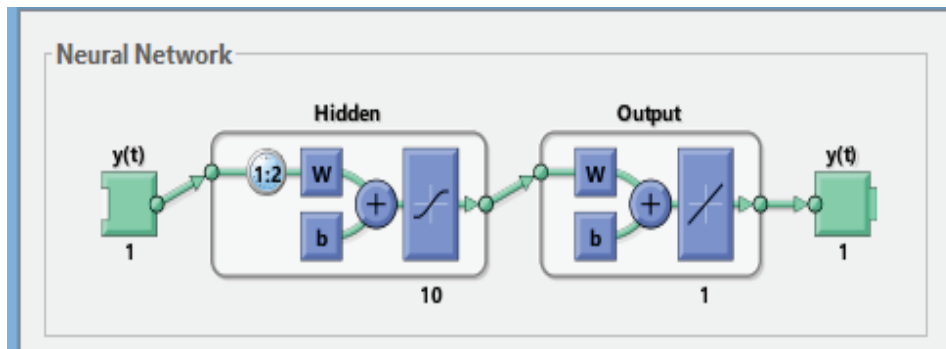 Neural Network
Hidden Output
y(t) y(t)
1:2 W W
+ +
b b
1 1
10 1